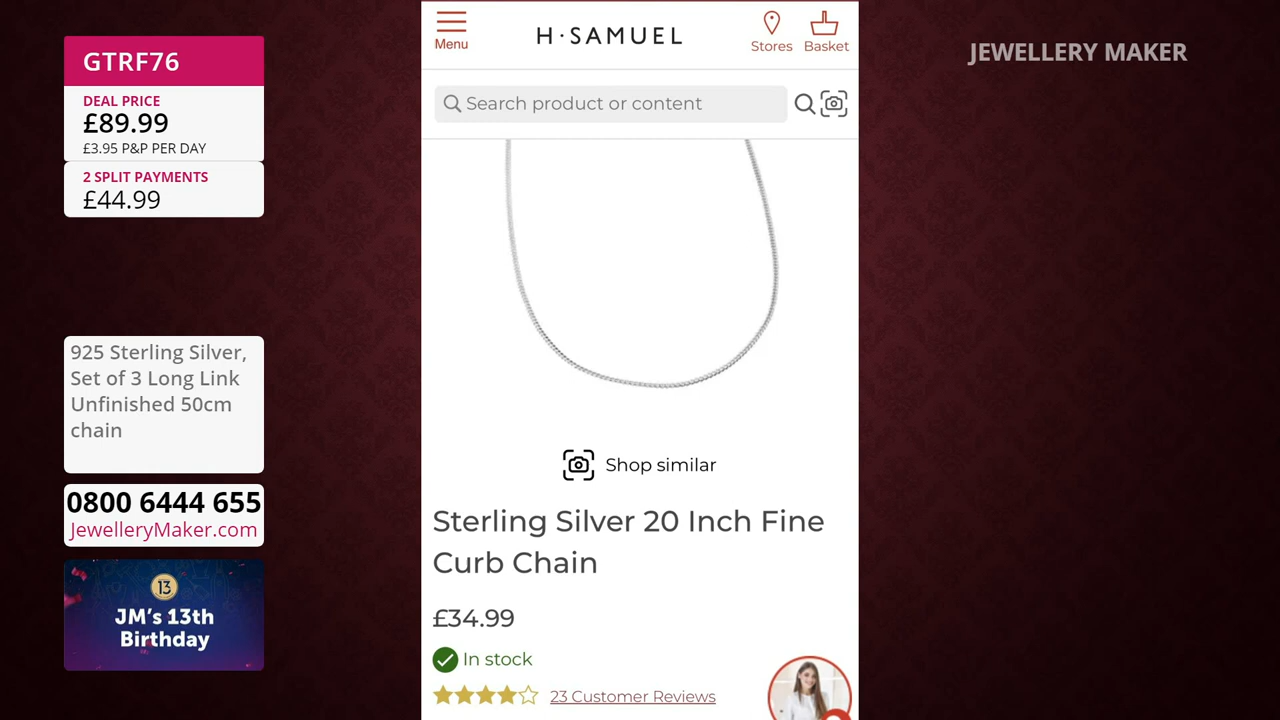 GTRF76
DEAL PRICE
£89.99
£3.95 P&P PER DAY
2 SPLIT PAYMENTS
£44.99
925 Sterling Silver,
Set of 3 Long Link
Unfinished 50cm
chain
0800 6444 655
JewelleryMaker.com
13
JM's 13th
Birthday
Menu
H·SAMUEL
Stores
Basket
Search product or content
Shop similar
Sterling Silver 20 Inch Fine
Curb Chain
£34.99
In stock
23 Customer Reviews
JEWELLERY MAKER